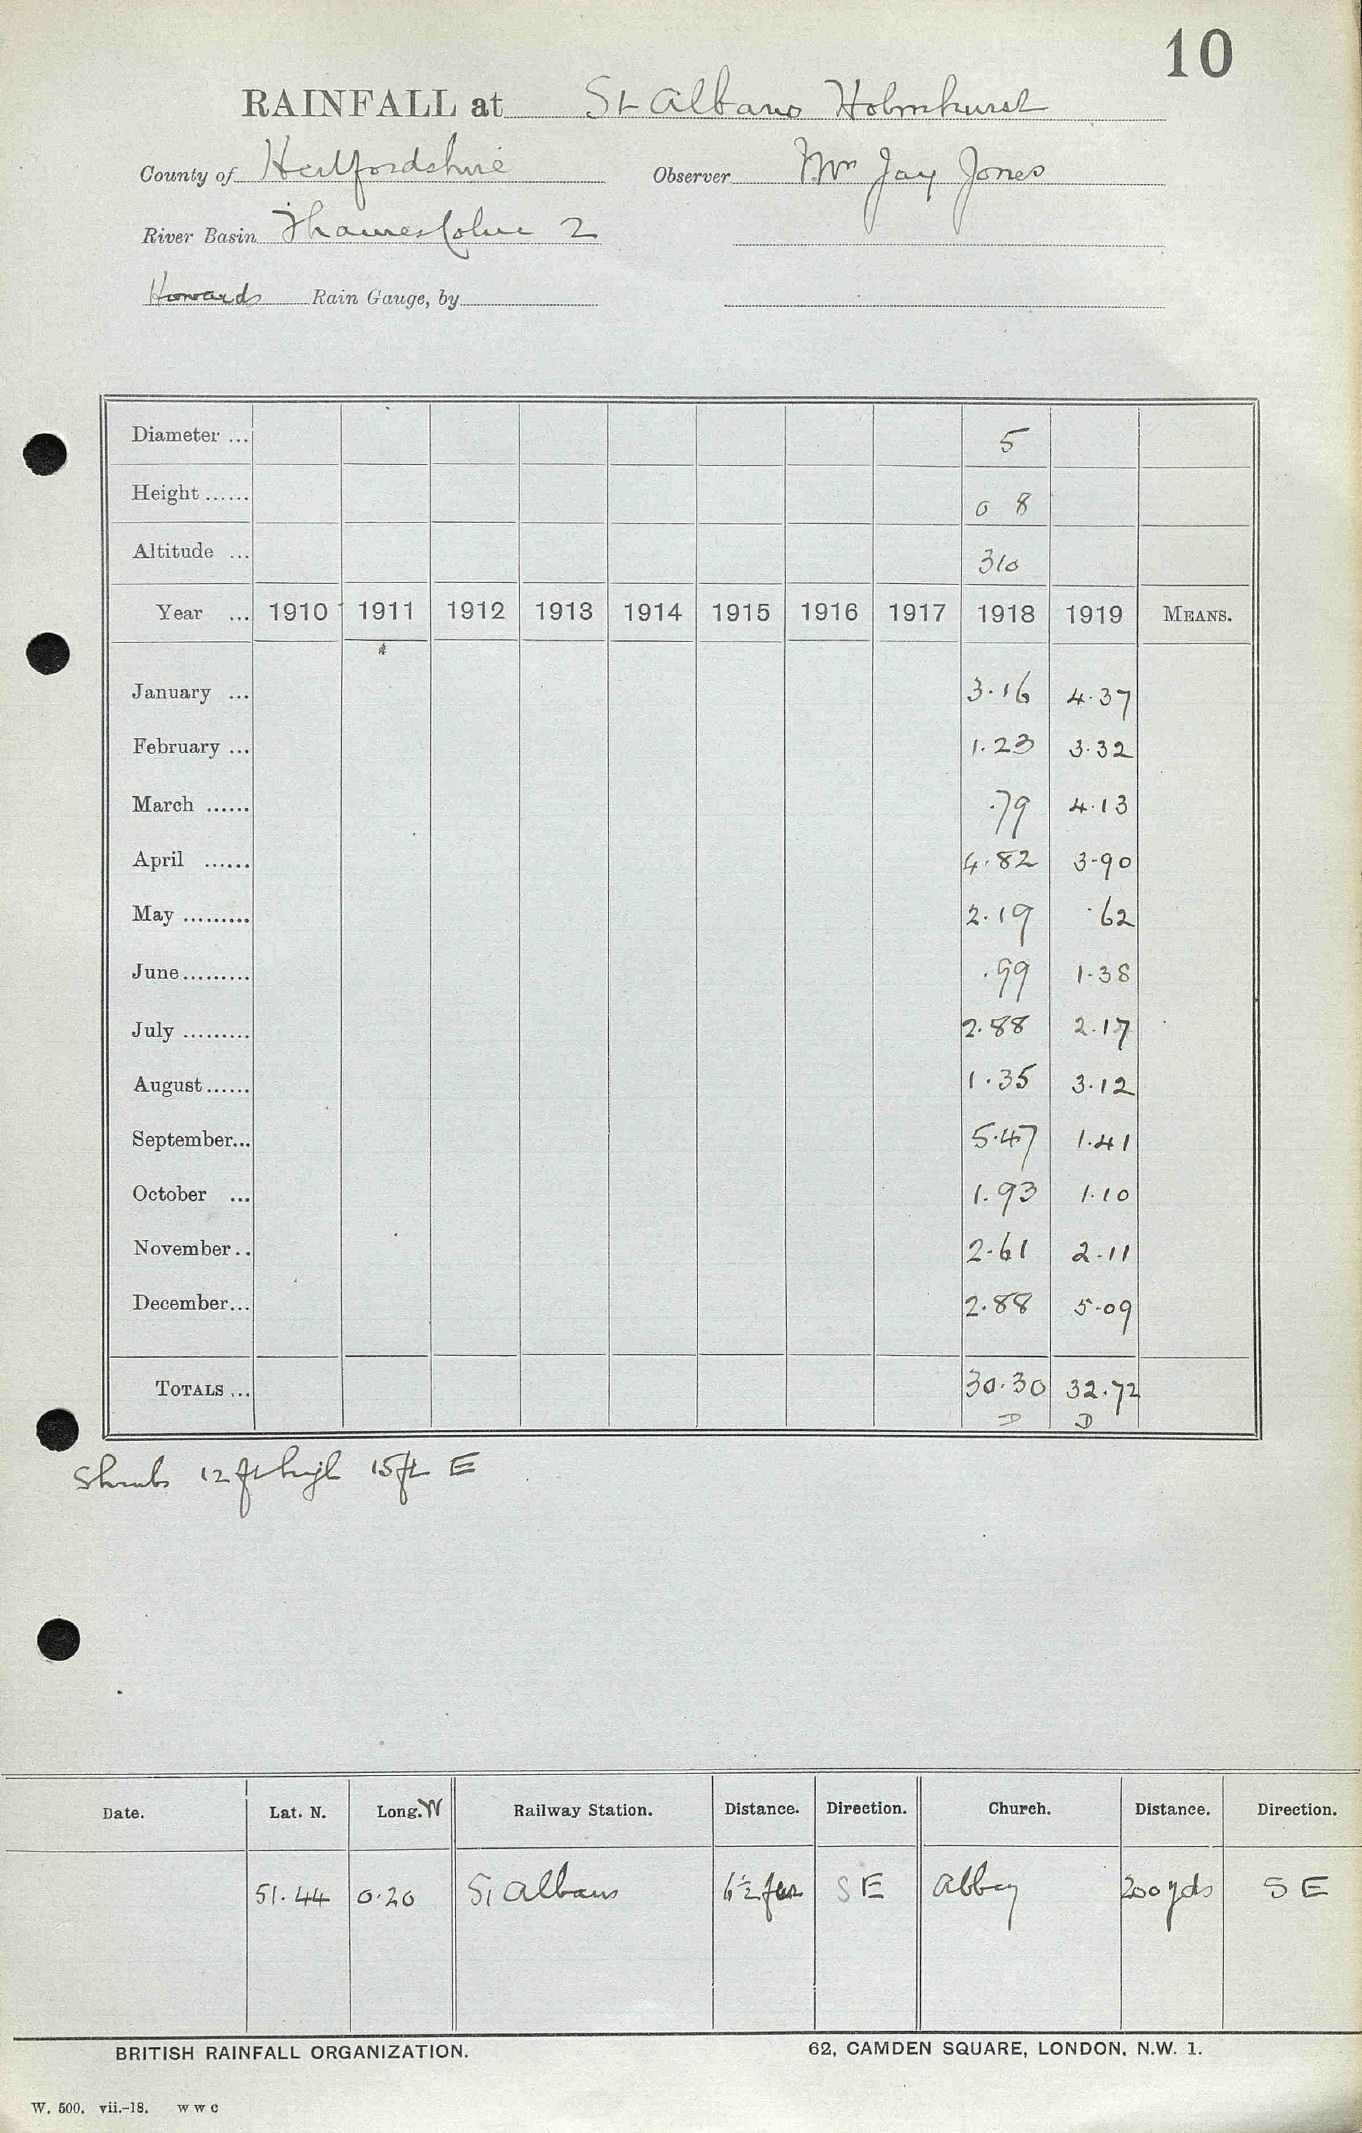 10
RAINFALL at St Albans Holmhurst
County of Hertfordshire Observer Mr Jay Jones
River Basin Thames Colne 2
Howards Rain Gauge, by
Diameter ... 5
Height ...... 0 8
Altitude ... 310
Year ... 1910 1911 1912 1913 1914 1915 1916 1917 1918 1919 MEANS.
January ... 3.16 4.37
February ... 1.23 3.32
March ...... .79 4.13
April ...... 4.82 3.90
May ......... 2.19 .62
June ......... .99 1.38
July ......... 2.88 2.17
August ...... 1.35 3.12
September... 5.47 1.41
October ... 1.93 1.10
November .. 2.61 2.11
December... 2.88 5.09
TOTALS ... 30.30 32.72
D D
Shrubs 12 ft high 15 ft E
Date. Lat. N. Long. W Railway Station. Distance. Direction. Church. Distance. Direction.
51.44 0.20 St Albans 6½ fur S E Abbey 200 yds S E
BRITISH RAINFALL ORGANIZATION. 62, CAMDEN SQUARE, LONDON, N.W. 1.
W. 500. vii.-18. w w c